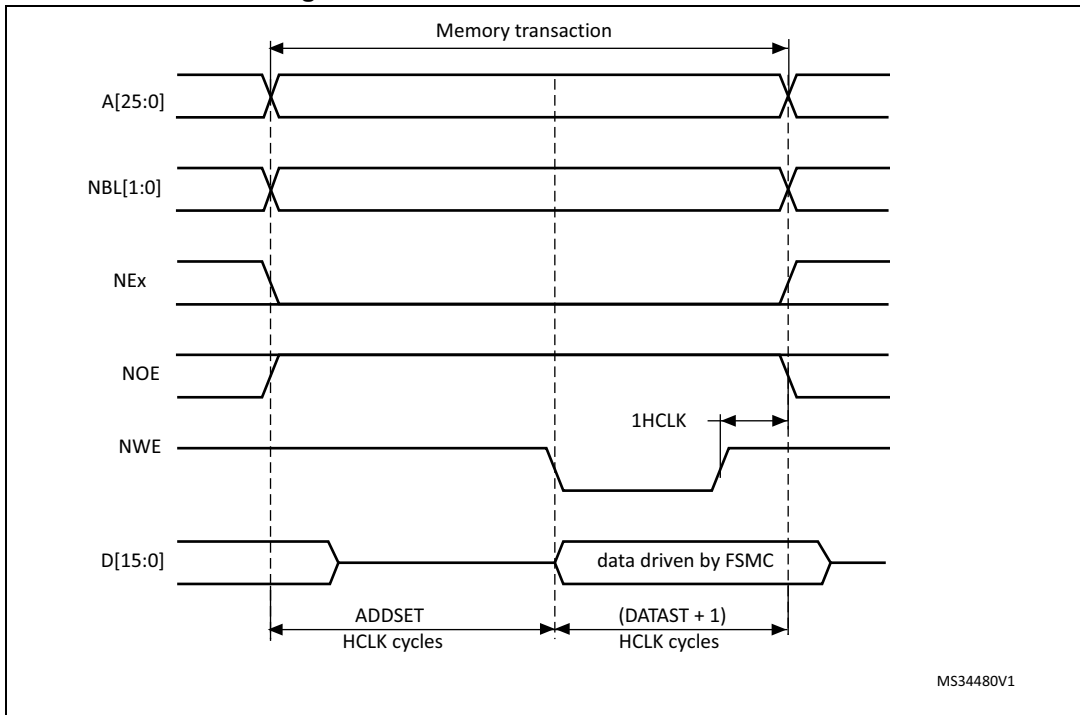 Memory transaction
A[25:0]
NBL[1:0]
NEx
NOE
1HCLK
NWE
D[15:0]
data driven by FSMC
ADDSET
HCLK cycles
(DATAST + 1)
HCLK cycles
MS34480V1